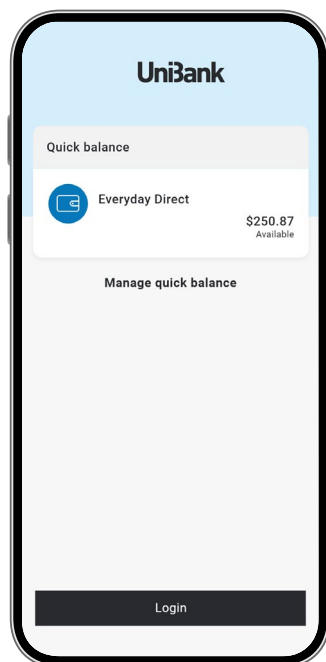 UniBank
Quick balance
Everyday Direct
$250.87
Available
Manage quick balance
Login